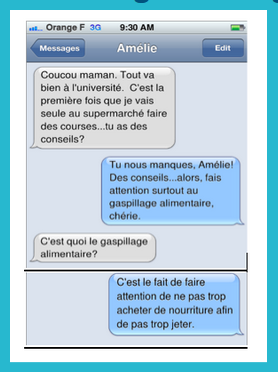 Orange F 3G 9:30 AM
Messages Amélie Edit
Coucou maman. Tout va
bien à l'université. C'est la
première fois que je vais
seule au supermarché faire
des courses...tu as des
conseils?
Tu nous manques, Amélie!
Des conseils...alors, fais
attention surtout au
gaspillage alimentaire,
chérie.
C'est quoi le gaspillage
alimentaire?
C'est le fait de faire
attention de ne pas trop
acheter de nourriture afin
de pas trop jeter.